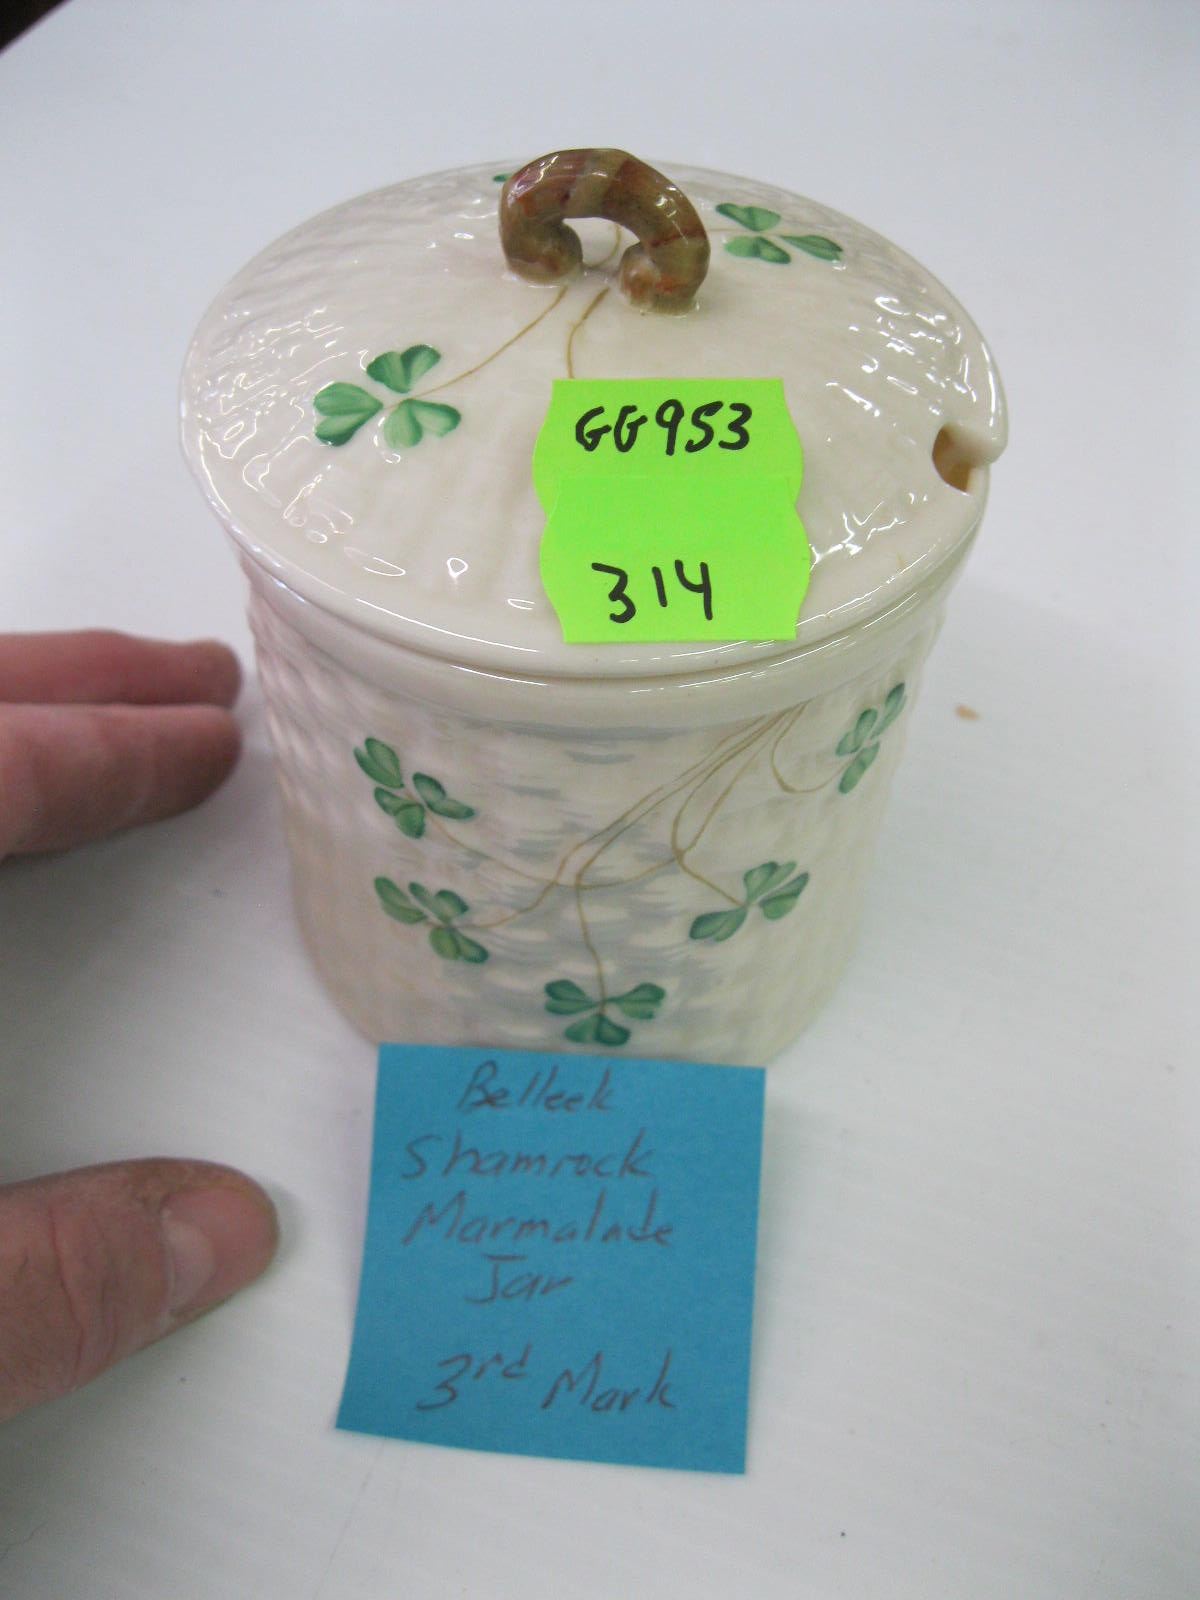 GG953
314
Belleek
Shamrock
Marmalade
Jar
3rd Mark